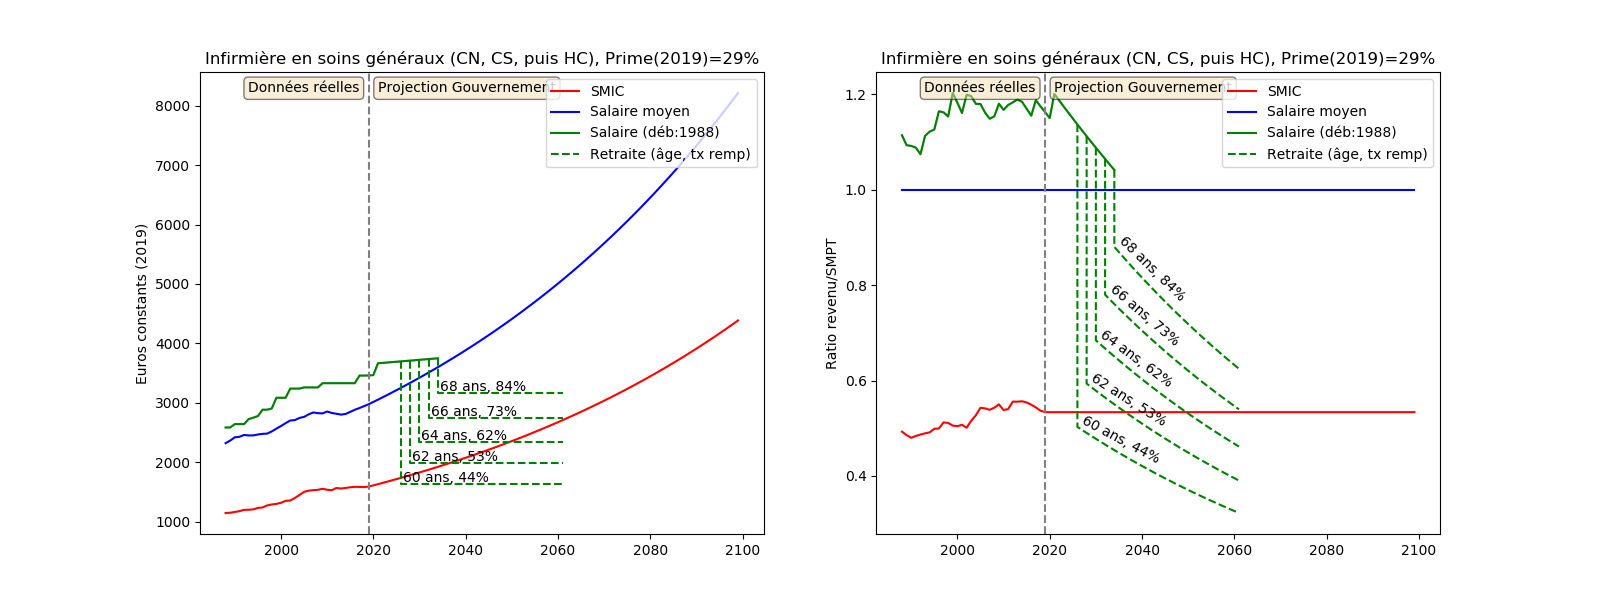 Infirmière en soins généraux (CN, CS, puis HC), Prime(2019)=29%
Données réelles
Projection Gouvernement
SMIC
Salaire moyen
Salaire (déb:1988)
Retraite (âge, tx remp)
8000
7000
6000
5000
4000
3000
2000
1000
Euros constants (2019)
68 ans, 84%
66 ans, 73%
64 ans, 62%
62 ans, 53%
60 ans, 44%
2000
2020
2040
2060
2080
2100
Infirmière en soins généraux (CN, CS, puis HC), Prime(2019)=29%
Données réelles
Projection Gouvernement
SMIC
Salaire moyen
Salaire (déb:1988)
Retraite (âge, tx remp)
1.2
1.0
0.8
0.6
0.4
Ratio revenu/SMPT
68 ans, 84%
66 ans, 73%
64 ans, 62%
62 ans, 53%
60 ans, 44%
2000
2020
2040
2060
2080
2100